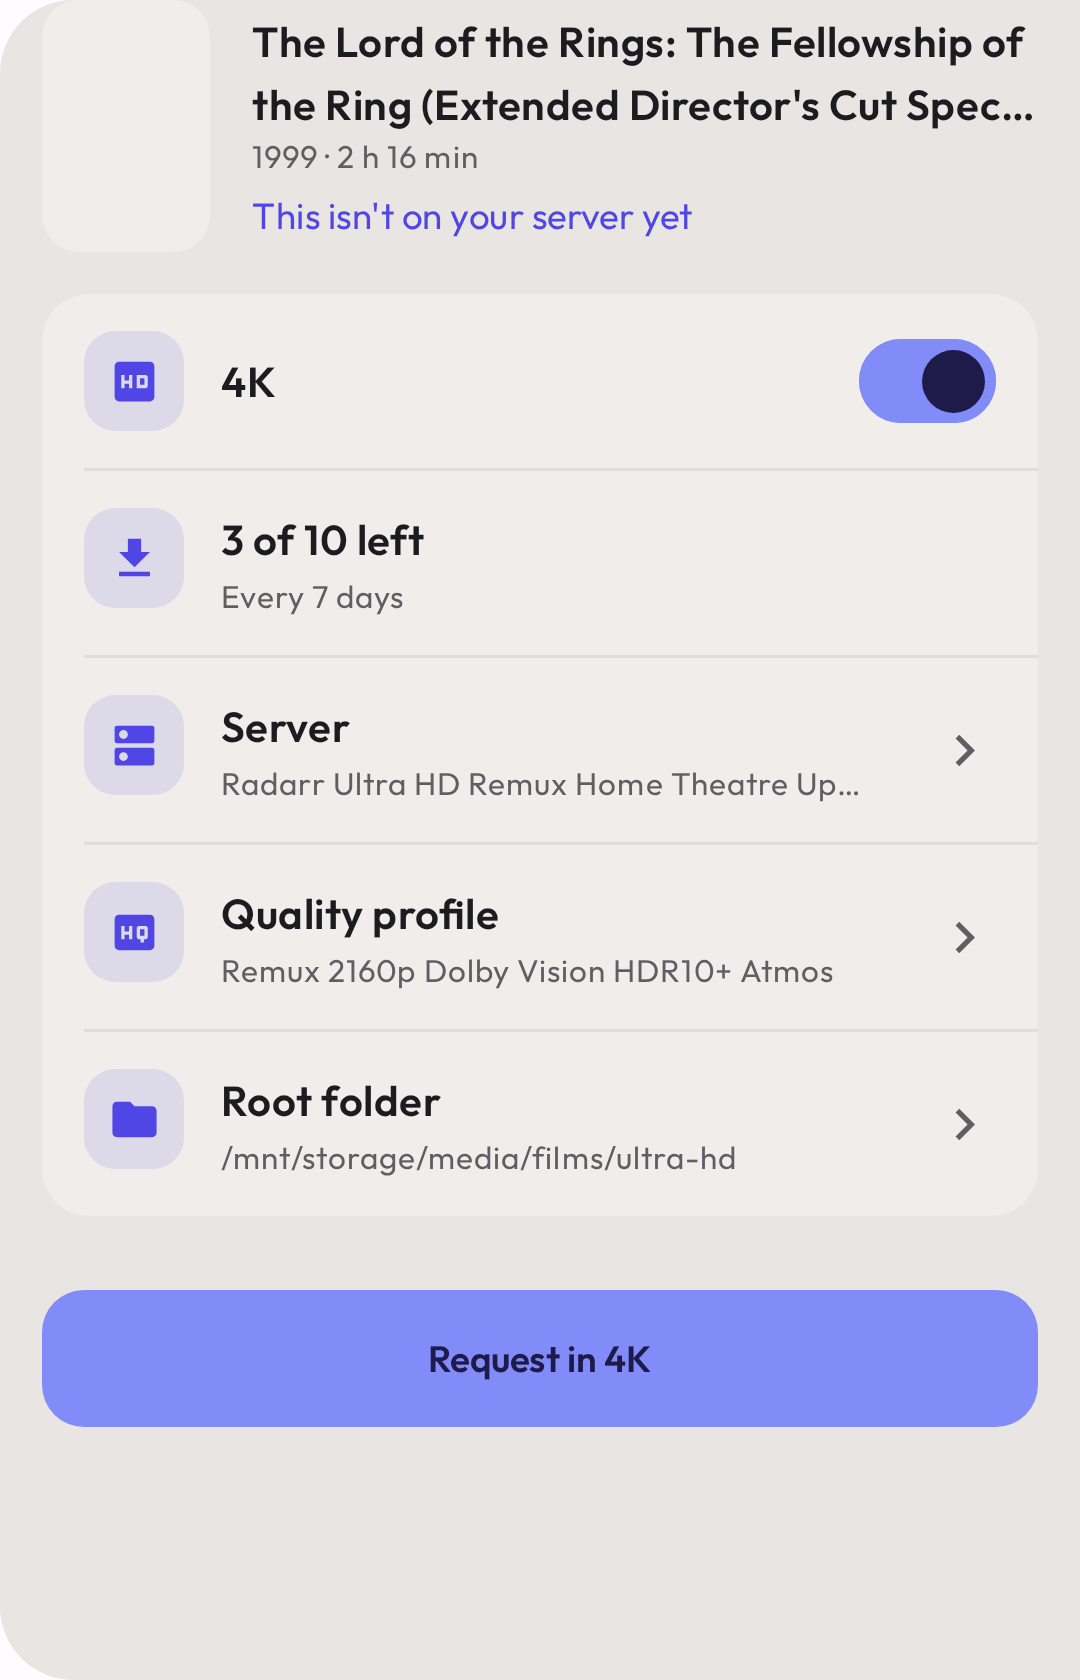 The Lord of the Rings: The Fellowship of
the Ring (Extended Director's Cut Spec...
1999 · 2 h 16 min
This isn't on your server yet
HD
4K
3 of 10 left
Every 7 days
Server
Radarr Ultra HD Remux Home Theatre Up...
HQ
Quality profile
Remux 2160p Dolby Vision HDR10+ Atmos
Root folder
/mnt/storage/media/films/ultra-hd
Request in 4K